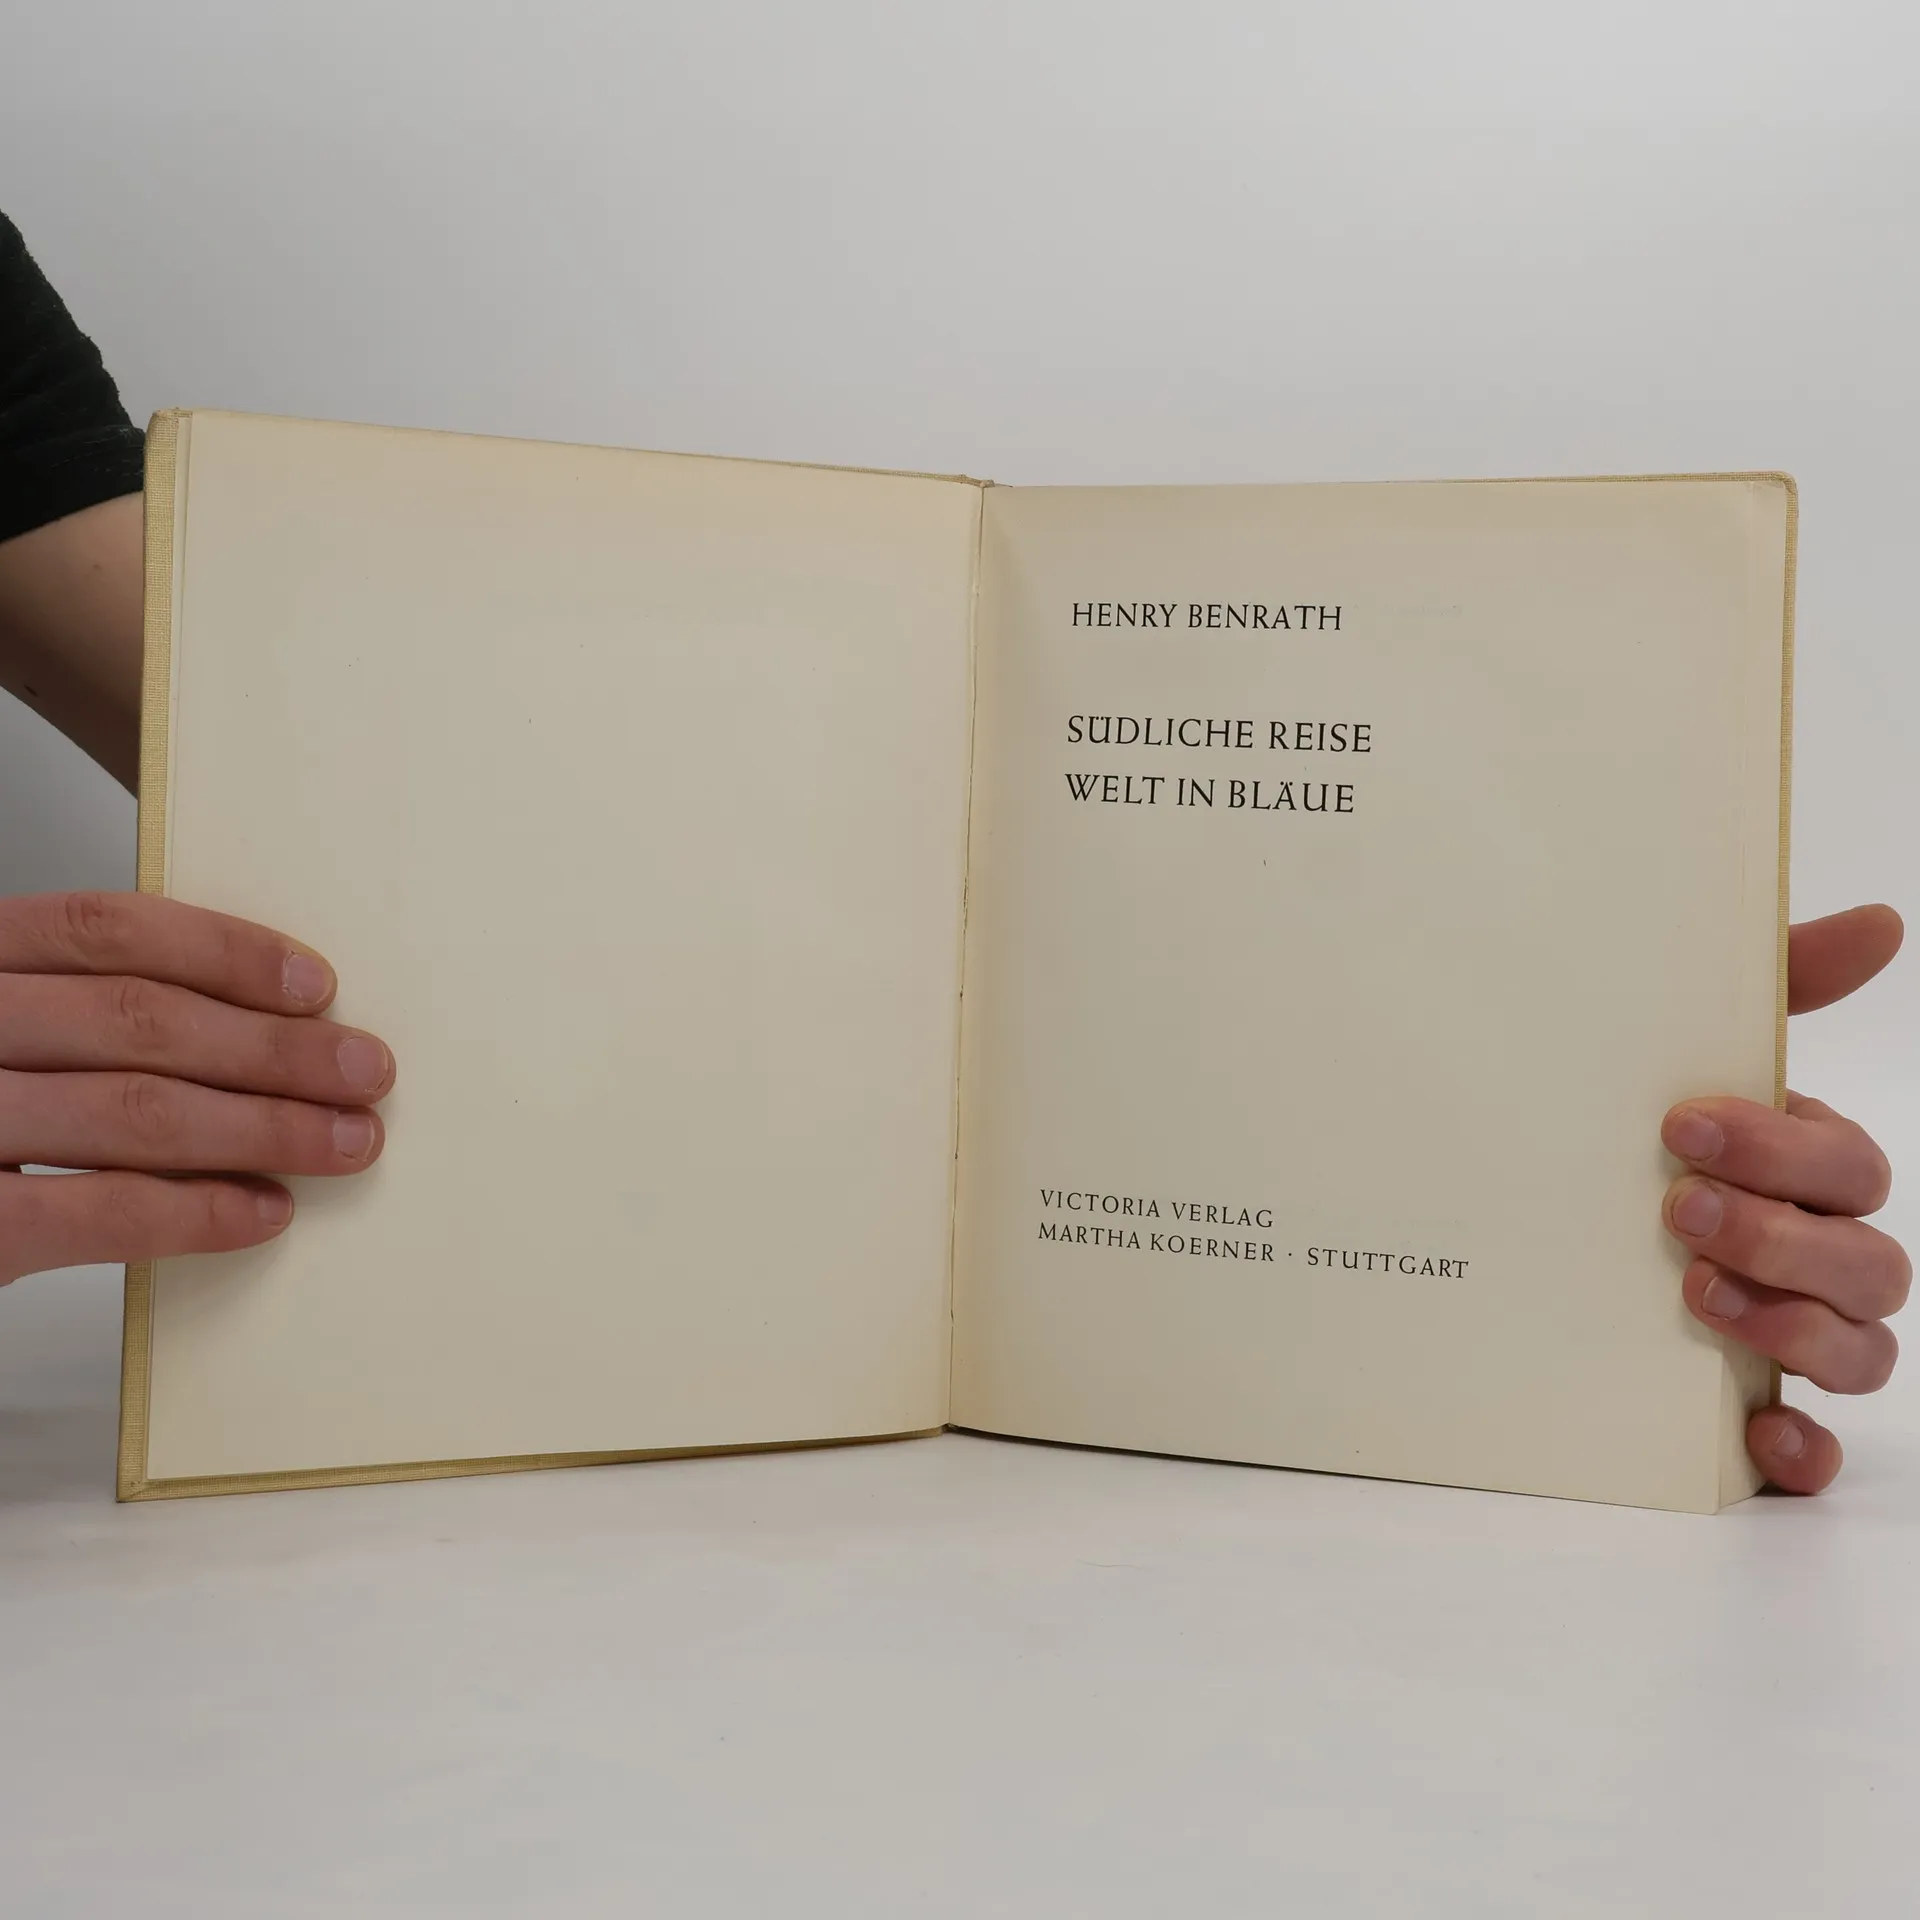 HENRY BENRATH
SÜDLICHE REISE
WELT IN BLÄUE
VICTORIA VERLAG
MARTHA KOERNER · STUTTGART